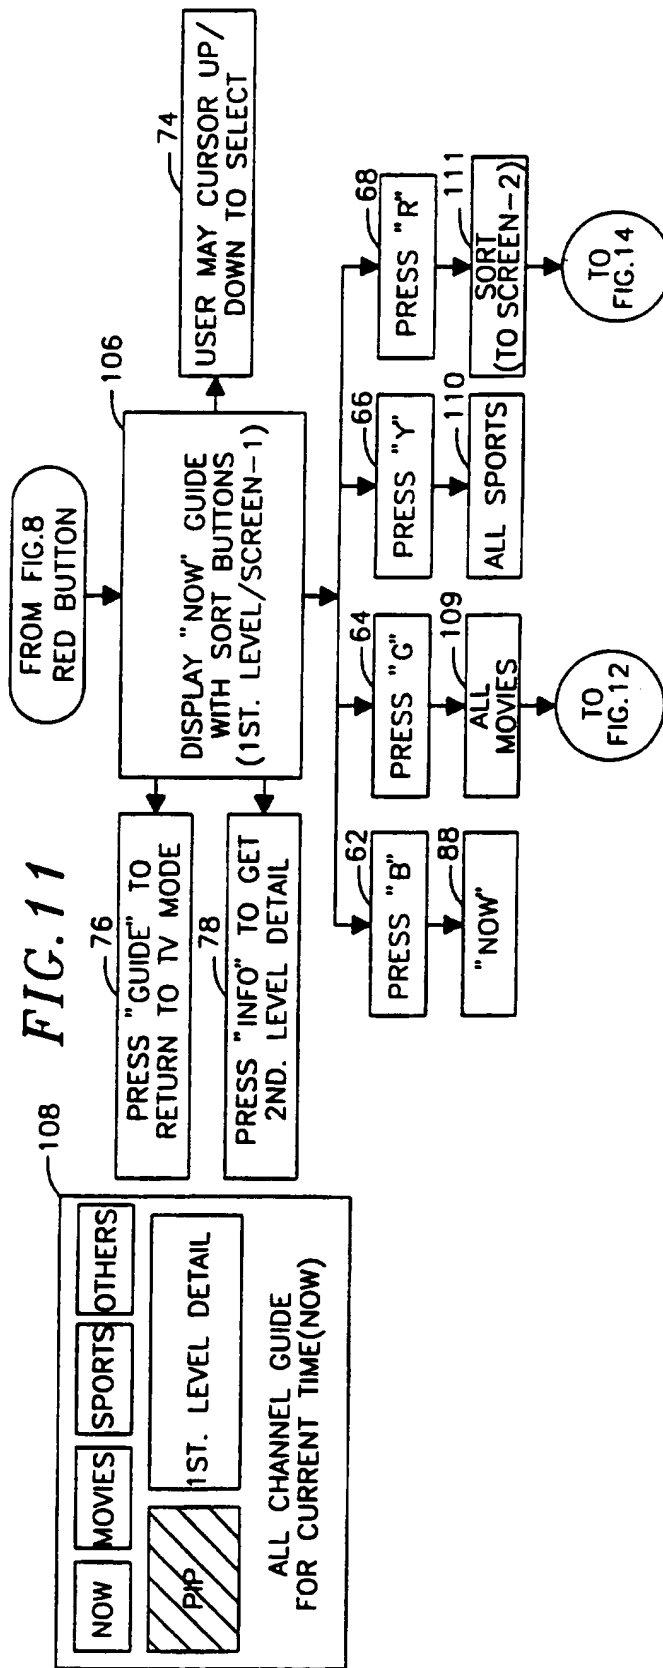 FIG. 11
108
NOW
MOVIES
SPORTS
OTHERS
PIP
1ST. LEVEL DETAIL
ALL CHANNEL GUIDE
FOR CURRENT TIME(NOW)
FROM FIG.8
RED BUTTON
106
DISPLAY "NOW" GUIDE
WITH SORT BUTTONS
(1ST. LEVEL/SCREEN-1)
74
USER MAY CURSOR UP/
DOWN TO SELECT
76
PRESS "GUIDE" TO
RETURN TO TV MODE
78
PRESS "INFO" TO GET
2ND. LEVEL DETAIL
62
PRESS "B"
88
"NOW"
64
PRESS "G"
109
ALL
MOVIES
TO
FIG.12
66
PRESS "Y"
110
ALL SPORTS
68
PRESS "R"
111
SORT
(TO SCREEN-2)
TO
FIG.14